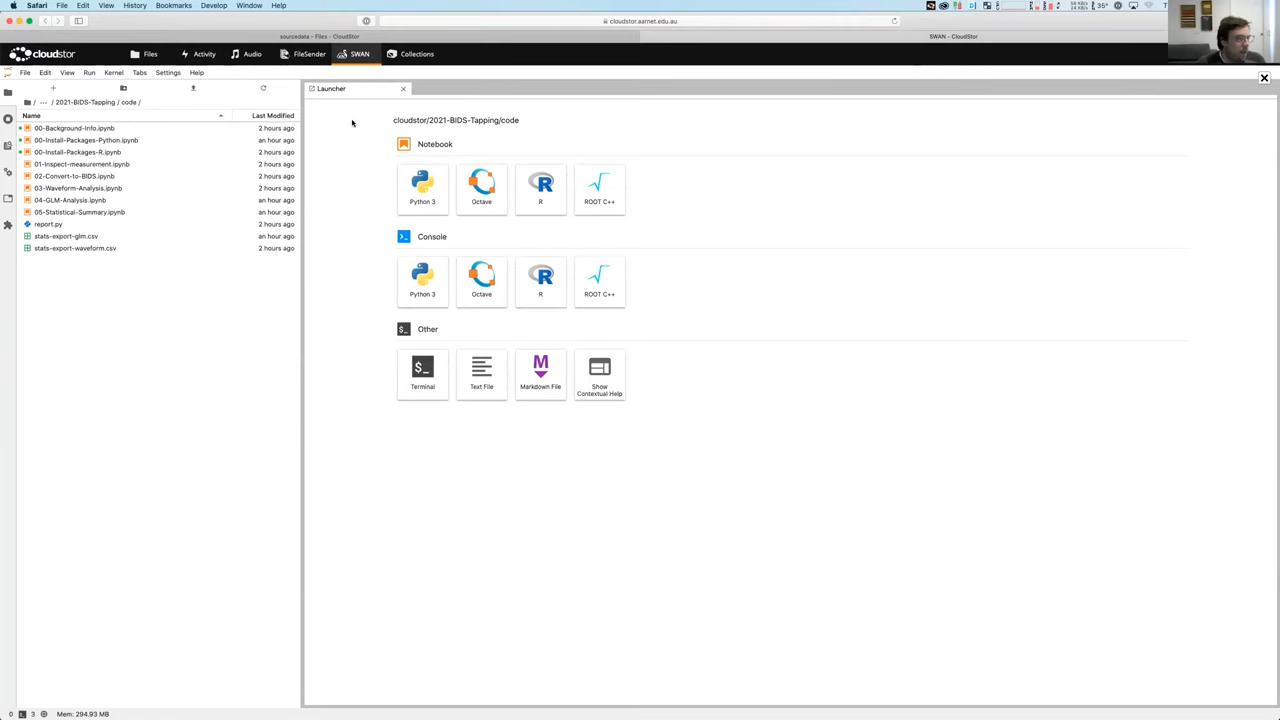 Safari File Edit View History Bookmarks Develop Window Help
cloudstor.aarnet.edu.au
sourcedata - Files - CloudStor
SWAN - CloudStor
cloudstor Files Activity Audio FileSender SWAN Collections
File Edit View Run Kernel Tabs Settings Help
/ ... / 2021-BIDS-Tapping / code /
Name Last Modified
00-Background-Info.ipynb 2 hours ago
00-Install-Packages-Python.ipynb an hour ago
00-Install-Packages-R.ipynb 2 hours ago
01-Inspect-measurement.ipynb 2 hours ago
02-Convert-to-BIDS.ipynb 2 hours ago
03-Waveform-Analysis.ipynb 2 hours ago
04-GLM-Analysis.ipynb an hour ago
05-Statistical-Summary.ipynb an hour ago
report.py 2 hours ago
stats-export-glm.csv an hour ago
stats-export-waveform.csv 2 hours ago
Launcher
cloudstor/2021-BIDS-Tapping/code
Notebook
Python 3 Octave R ROOT C++
Console
Python 3 Octave R ROOT C++
Other
Terminal Text File Markdown File Show
Contextual Help
0 3 Mem: 294.93 MB